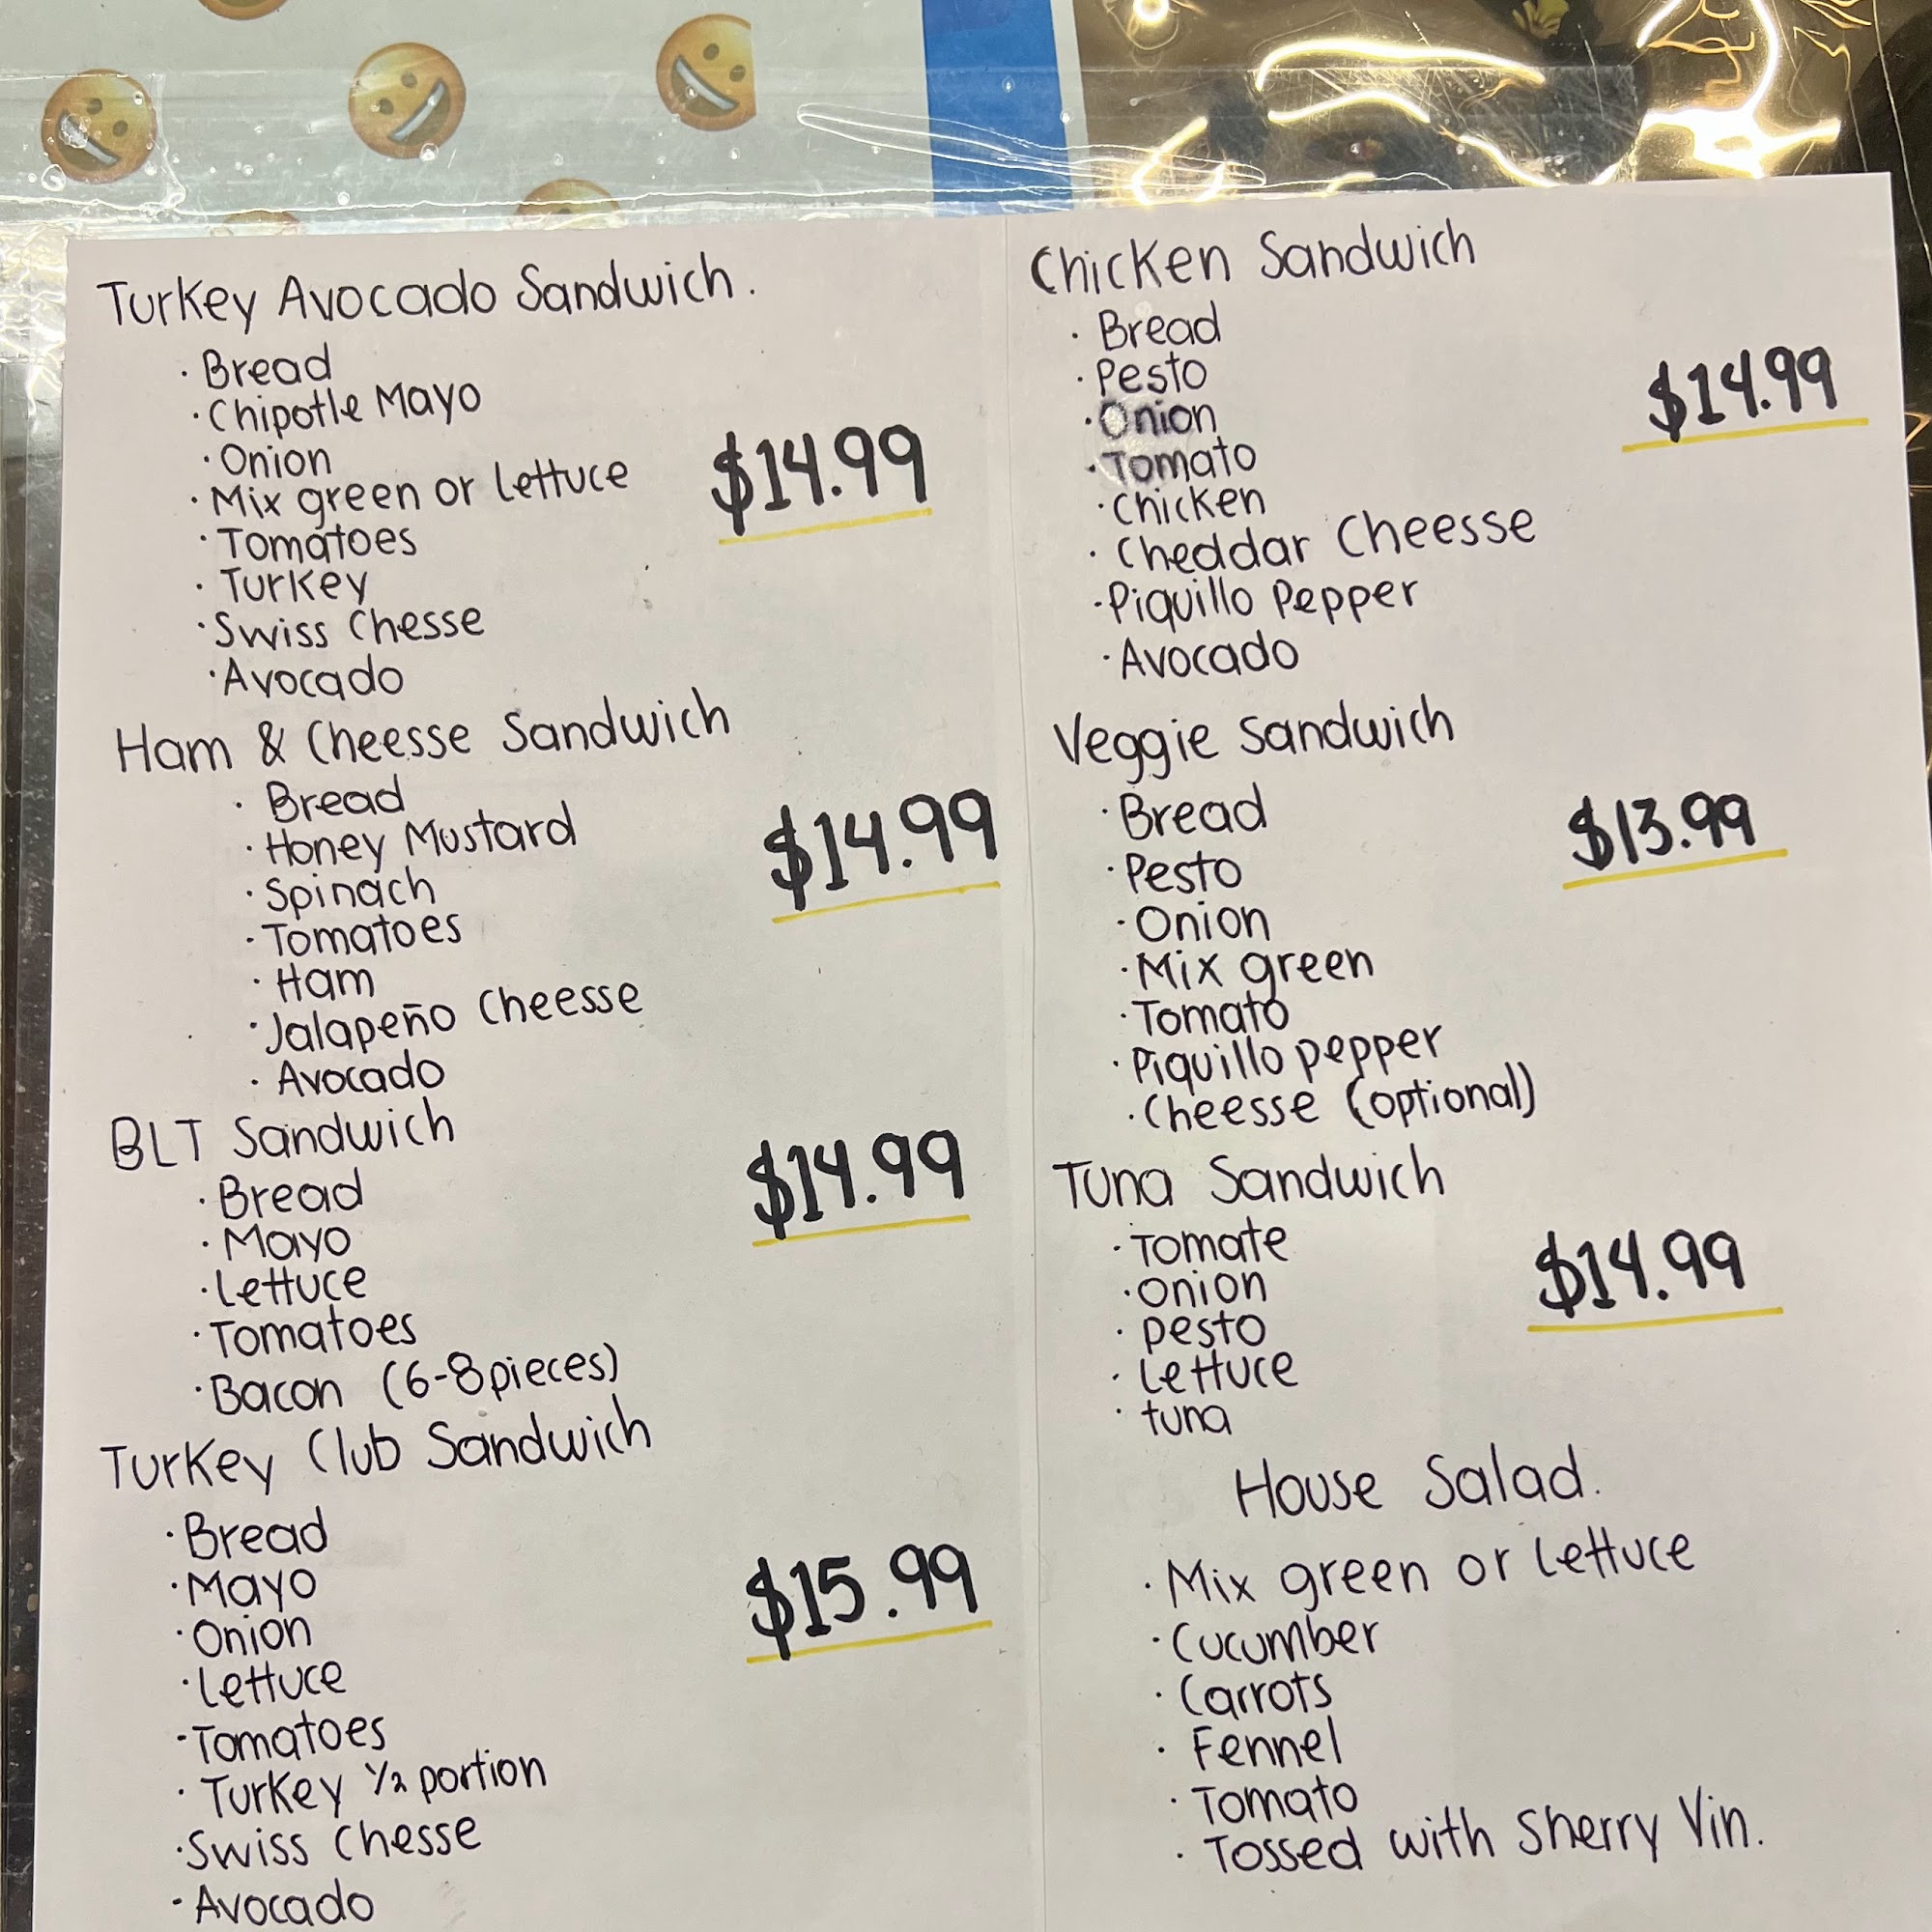 Turkey Avocado Sandwich.
· Bread
· Chipotle Mayo
· Onion
· Mix green or lettuce
· Tomatoes
· Turkey
· Swiss Chesse
· Avocado
$14.99
Ham & Cheesse Sandwich
· Bread
· Honey Mustard
· Spinach
· Tomatoes
· Ham
· Jalapeño Cheesse
· Avocado
$14.99
BLT Sandwich
· Bread
· Mayo
· Lettuce
· Tomatoes
· Bacon (6-8 pieces)
$14.99
Turkey Club Sandwich
· Bread
· Mayo
· Onion
· Lettuce
· Tomatoes
· Turkey 1/2 portion
· Swiss Chesse
· Avocado
$15.99
Chicken Sandwich
· Bread
· Pesto
· Onion
· Tomato
· Chicken
· Cheddar Cheesse
· Piquillo Pepper
· Avocado
$14.99
Veggie Sandwich
· Bread
· Pesto
· Onion
· Mix green
· Tomato
· Piquillo pepper
· Cheesse (optional)
$13.99
Tuna Sandwich
· Tomate
· Onion
· pesto
· Lettuce
· tuna
$14.99
House Salad.
· Mix green or lettuce
· Cucumber
· Carrots
· Fennel
· Tomato
· Tossed with Sherry Vin.